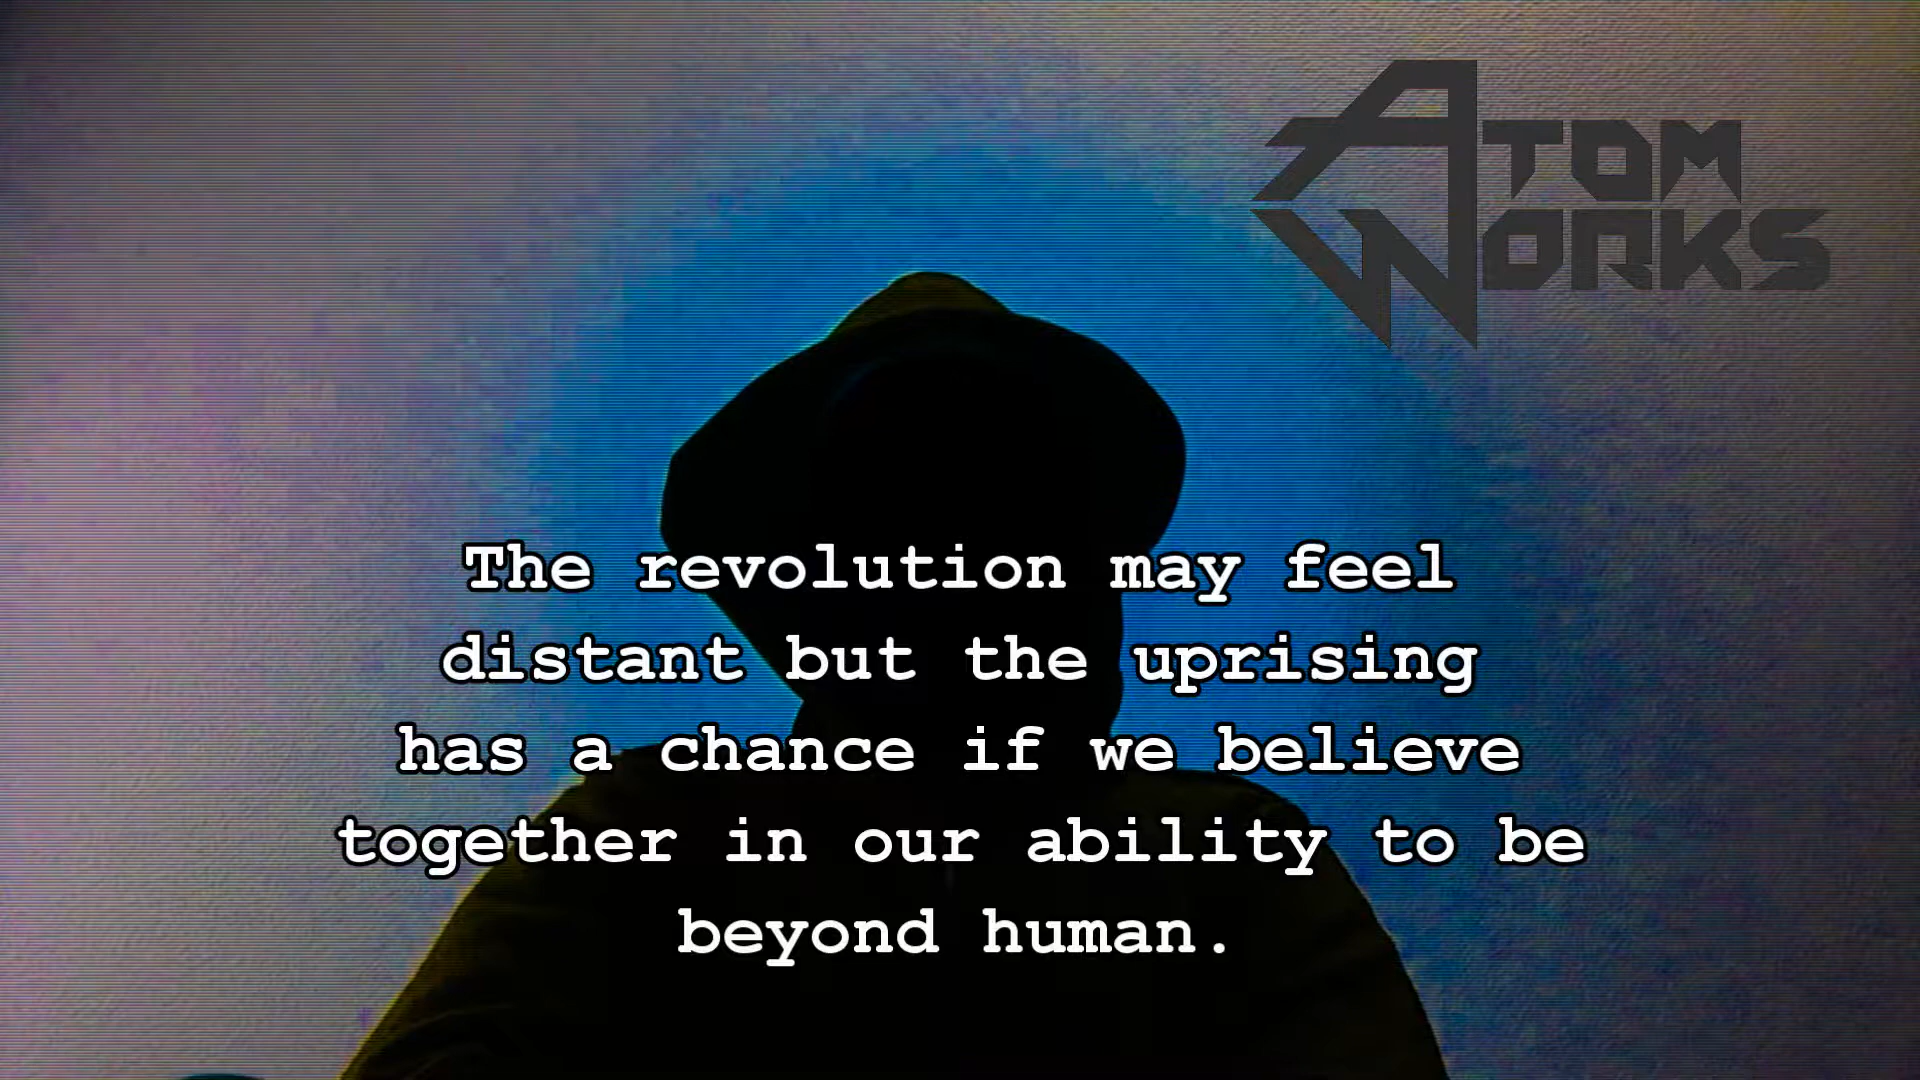 ATOM
WORKS
The revolution may feel
distant but the uprising
has a chance if we believe
together in our ability to be
beyond human.